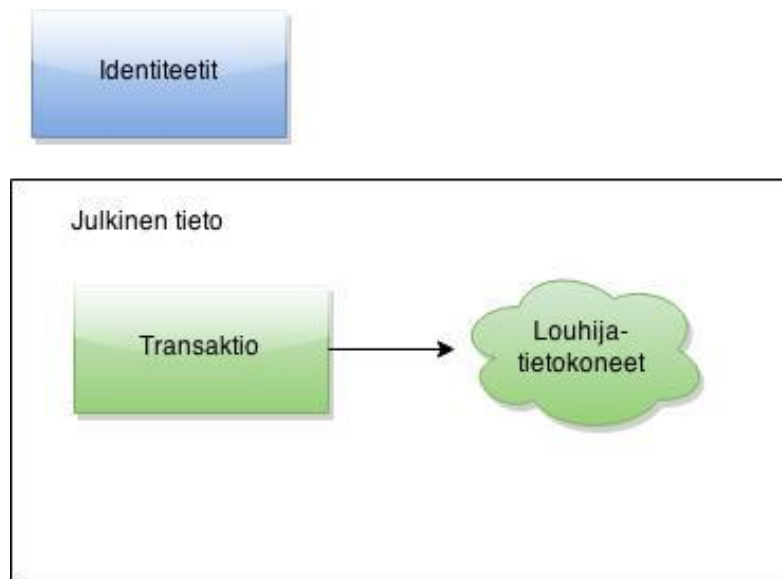 Identiteetit
Julkinen tieto
Transaktio
Louhija-
tietokoneet